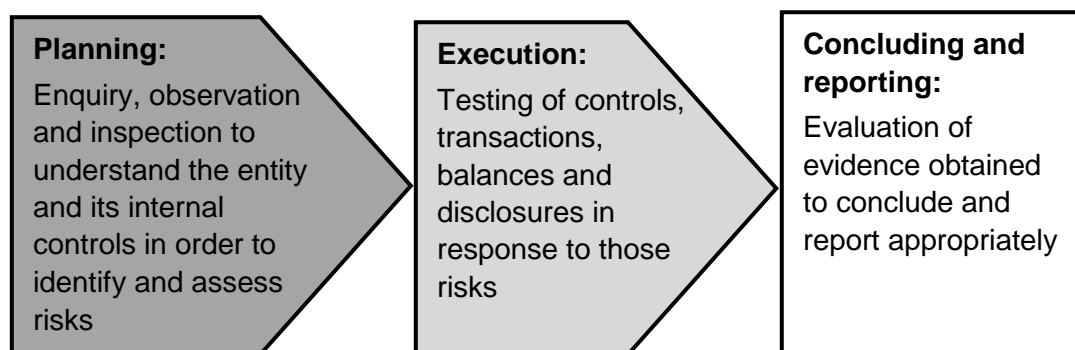 Planning:
Enquiry, observation
and inspection to
understand the entity
and its internal
controls in order to
identify and assess
risks
Execution:
Testing of controls,
transactions,
balances and
disclosures in
response to those
risks
Concluding and
reporting:
Evaluation of
evidence obtained
to conclude and
report appropriately